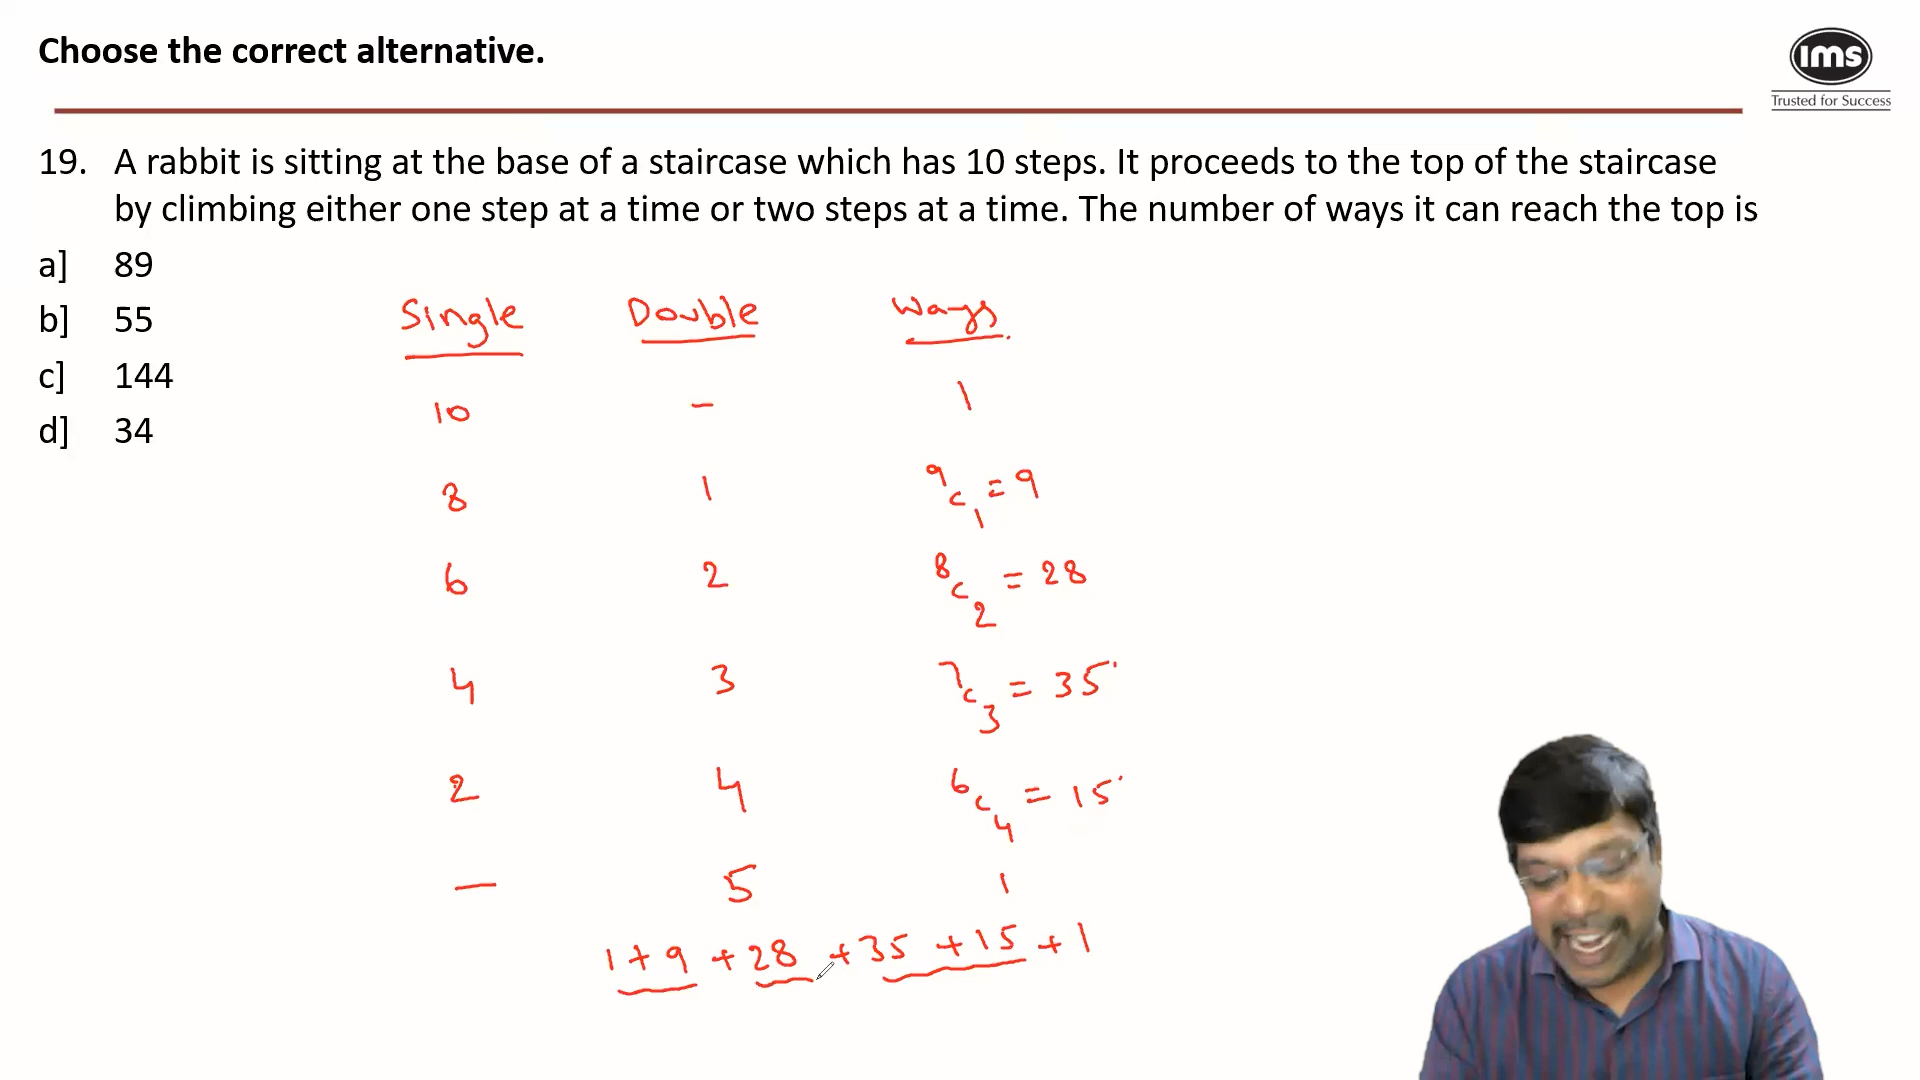 Choose the correct alternative.
ıms
Trusted for Success
19. A rabbit is sitting at the base of a staircase which has 10 steps. It proceeds to the top of the staircase
by climbing either one step at a time or two steps at a time. The number of ways it can reach the top is
a] 89
b] 55
c] 144
d] 34
Single Double Ways
10 – 1
8 1 ⁹C₁ = 9
6 2 ⁸C₂ = 28
4 3 ⁷C₃ = 35
2 4 ⁶C₄ = 15
— 5 1
1 + 9 + 28 + 35 + 15 + 1